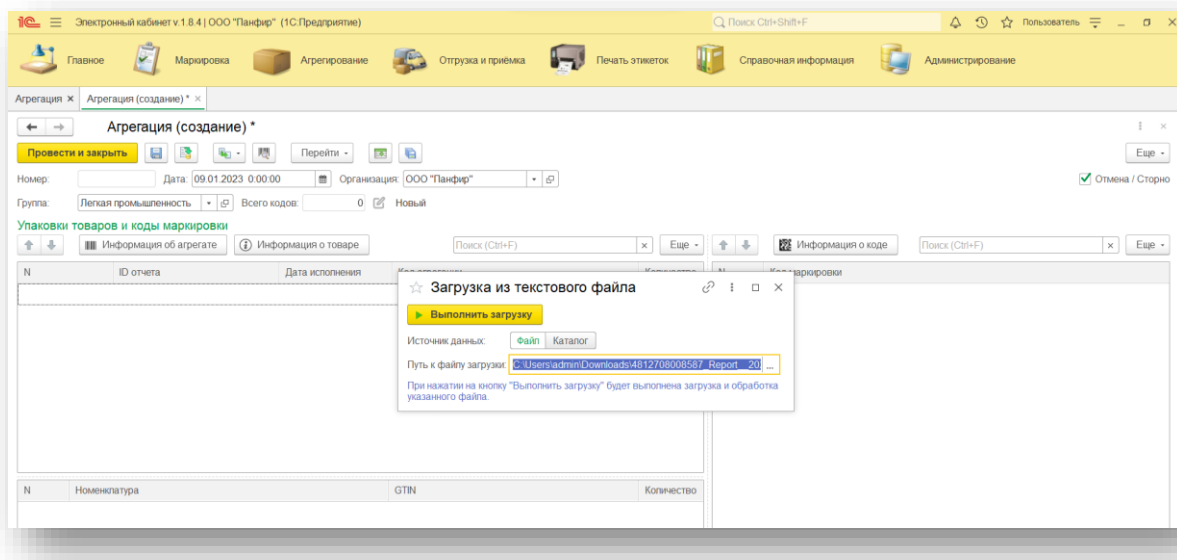 1С Электронный кабинет v.1.8.4 | ООО "Панфир" (1С:Предприятие) Поиск Ctrl+Shift+F Пользователь
Главное Маркировка Агрегирование Отгрузка и приёмка Печать этикеток Справочная информация Администрирование
Агрегация × Агрегация (создание) * ×
Агрегация (создание) *
Провести и закрыть Перейти Еще
Номер: Дата: 09.01.2023 0:00:00 Организация: ООО "Панфир" Отмена / Сторно
Группа: Легкая промышленность Всего кодов: 0 Новый
Упаковки товаров и коды маркировки
Информация об агрегате Информация о товаре Поиск (Ctrl+F) × Еще Информация о коде Поиск (Ctrl+F) × Еще
N ID отчета Дата исполнения
Загрузка из текстового файла
Выполнить загрузку
Источник данных: Файл Каталог
Путь к файлу загрузки: C:\Users\admin\Downloads\4812708008587_Report__20 ...
При нажатии на кнопку "Выполнить загрузку" будет выполнена загрузка и обработка
указанного файла.
N Номенклатура GTIN Количество